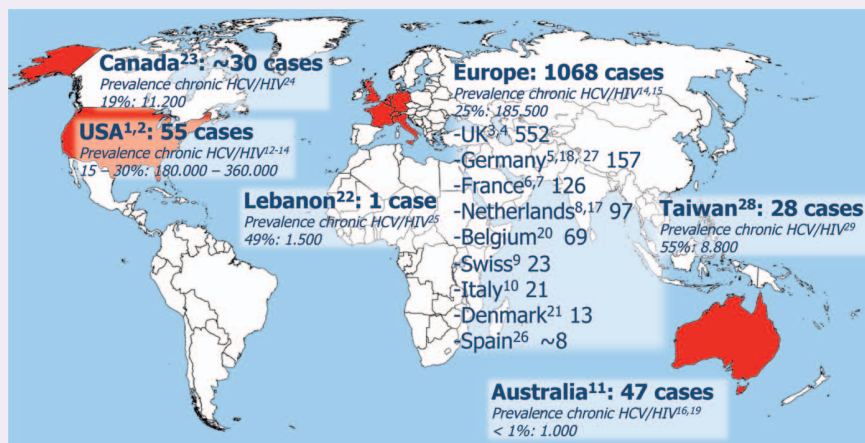 Canada23: ~30 cases
Prevalence chronic HCV/HIV24
19%: 11.200
USA1,2: 55 cases
Prevalence chronic HCV/HIV12-14
15 – 30%: 180.000 – 360.000
Lebanon22: 1 case
Prevalence chronic HCV/HIV25
49%: 1.500
Europe: 1068 cases
Prevalence chronic HCV/HIV14,15
25%: 185.500
-UK3,4 552
-Germany5,18, 27 157
-France6,7 126
-Netherlands8,17 97
-Belgium20 69
-Swiss9 23
-Italy10 21
-Denmark21 13
-Spain26 ~8
Taiwan28: 28 cases
Prevalence chronic HCV/HIV29
55%: 8.800
Australia11: 47 cases
Prevalence chronic HCV/HIV16,19
< 1%: 1.000